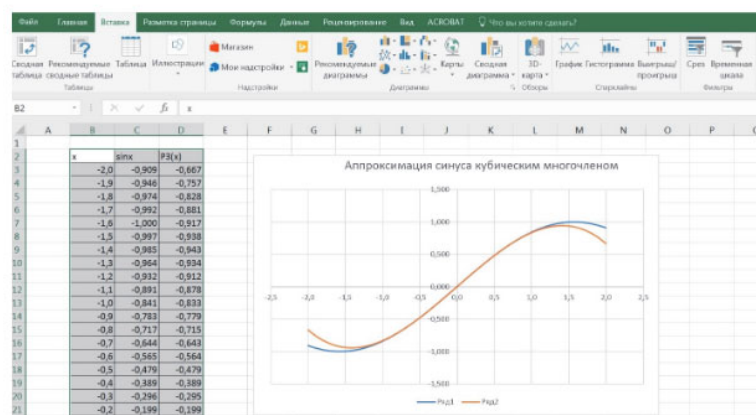 Файл Главная Вставка Разметка страницы Формулы Данные Рецензирование Вид ACROBAT Что вы хотите сделать?
Магазин
Мои надстройки
Сводная таблица
Рекомендуемые сводные таблицы
Таблица
Иллюстрации
Рекомендуемые диаграммы
Карты
Сводная диаграмма
3D-карта
График Гистограмма Выигрыш/проигрыш
Срез Временная шкала
Таблицы Надстройки Диаграммы Обзоры Спарклайны Фильтры
B2 fx x
A B C D E F G H I J K L M N O P
1
2 x sinx P3(x)
3 -2,0 -0,909 -0,667
4 -1,9 -0,946 -0,757
5 -1,8 -0,974 -0,828
6 -1,7 -0,992 -0,881
7 -1,6 -1,000 -0,917
8 -1,5 -0,997 -0,938
9 -1,4 -0,985 -0,943
10 -1,3 -0,964 -0,934
11 -1,2 -0,932 -0,912
12 -1,1 -0,891 -0,878
13 -1,0 -0,841 -0,833
14 -0,9 -0,783 -0,779
15 -0,8 -0,717 -0,715
16 -0,7 -0,644 -0,643
17 -0,6 -0,565 -0,564
18 -0,5 -0,479 -0,479
19 -0,4 -0,389 -0,389
20 -0,3 -0,296 -0,295
21 -0,2 -0,199 -0,199
Аппроксимация синуса кубическим многочленом
1,500
1,000
0,500
0,000
-2,5 -2,0 -1,5 -1,0 -0,5 0,0 0,5 1,0 1,5 2,0 2,5
-0,500
-1,000
-1,500
Ряд1 Ряд2